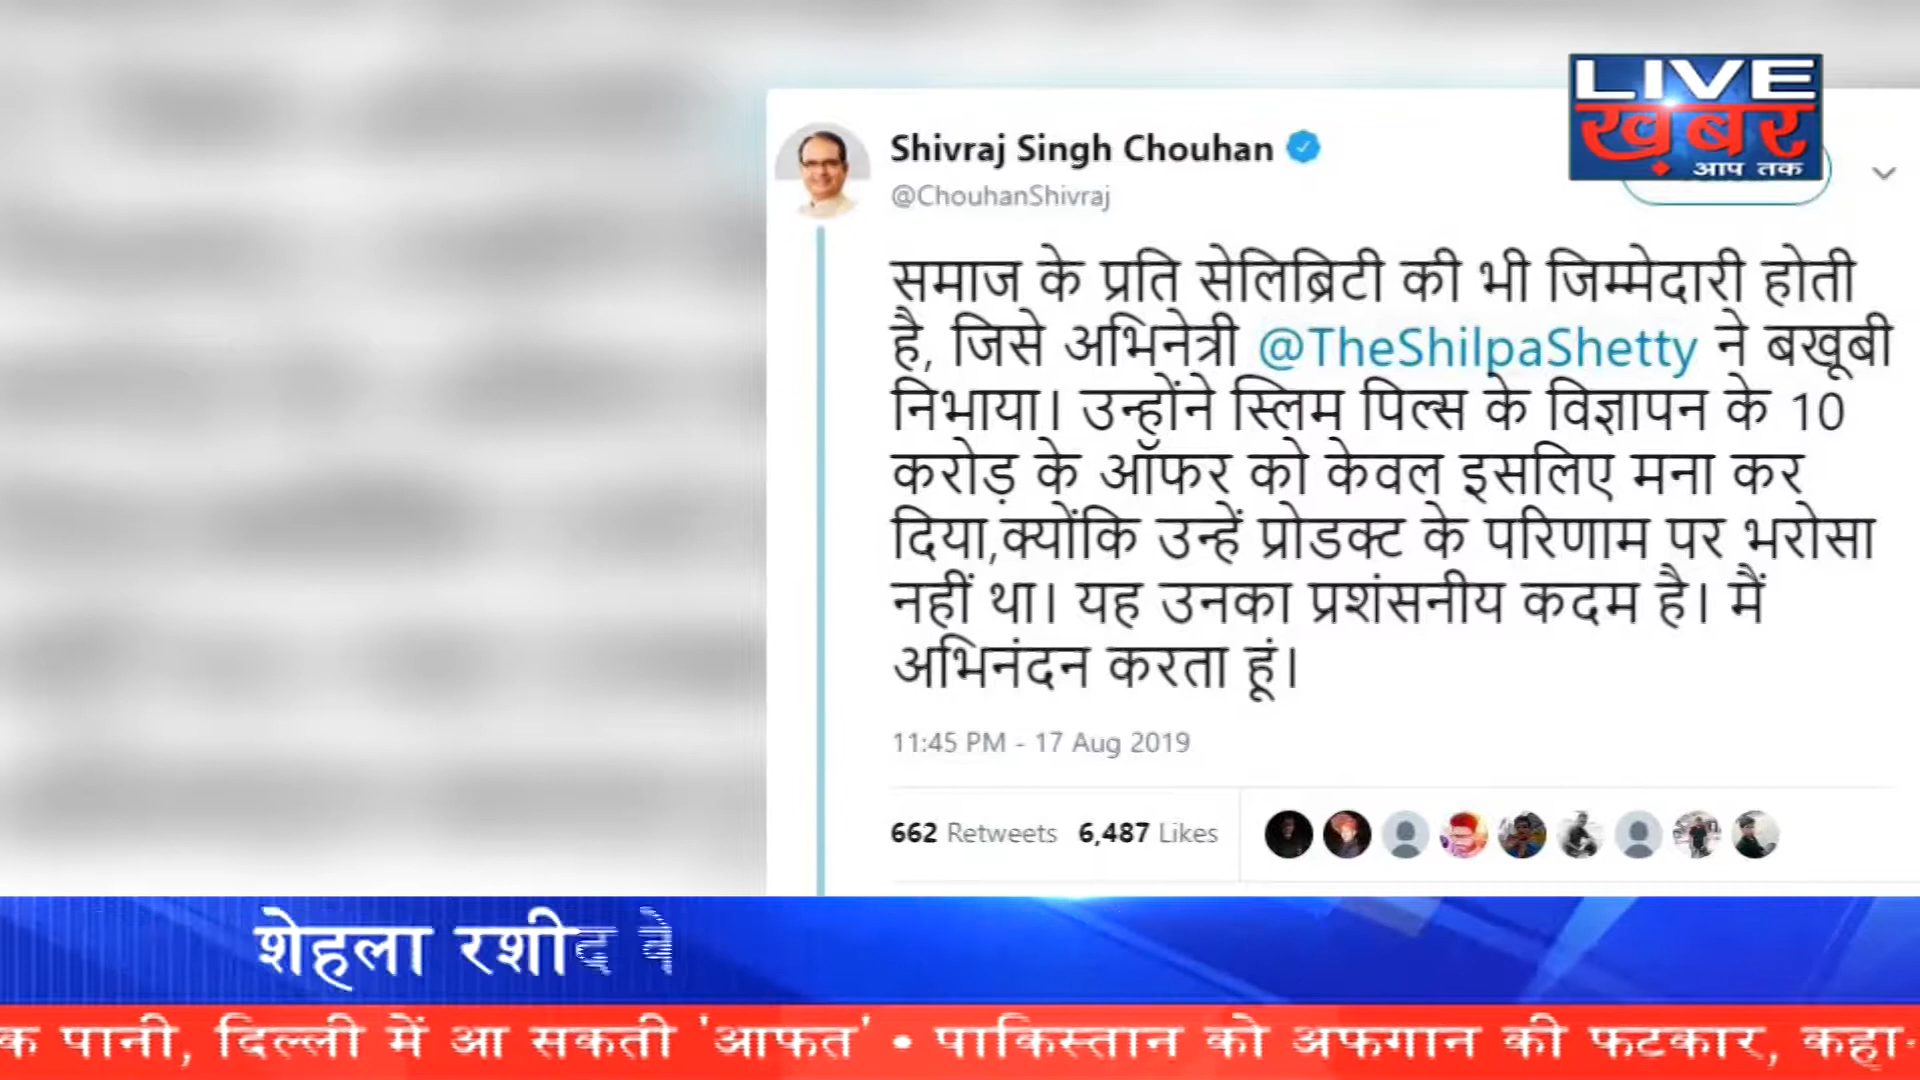 LIVE
ख़बर
आप तक
Shivraj Singh Chouhan
@ChouhanShivraj
समाज के प्रति सेलिब्रिटी की भी जिम्मेदारी होती
है, जिसे अभिनेत्री @TheShilpaShetty ने बखूबी
निभाया। उन्होंने स्लिम पिल्स के विज्ञापन के 10
करोड़ के ऑफर को केवल इसलिए मना कर
दिया,क्योंकि उन्हें प्रोडक्ट के परिणाम पर भरोसा
नहीं था। यह उनका प्रशंसनीय कदम है। मैं
अभिनंदन करता हूं।
11:45 PM - 17 Aug 2019
662 Retweets 6,487 Likes
शेहला रशीद
क पानी, दिल्ली में आ सकती 'आफत' • पाकिस्तान को अफगान की फटकार, कहा-